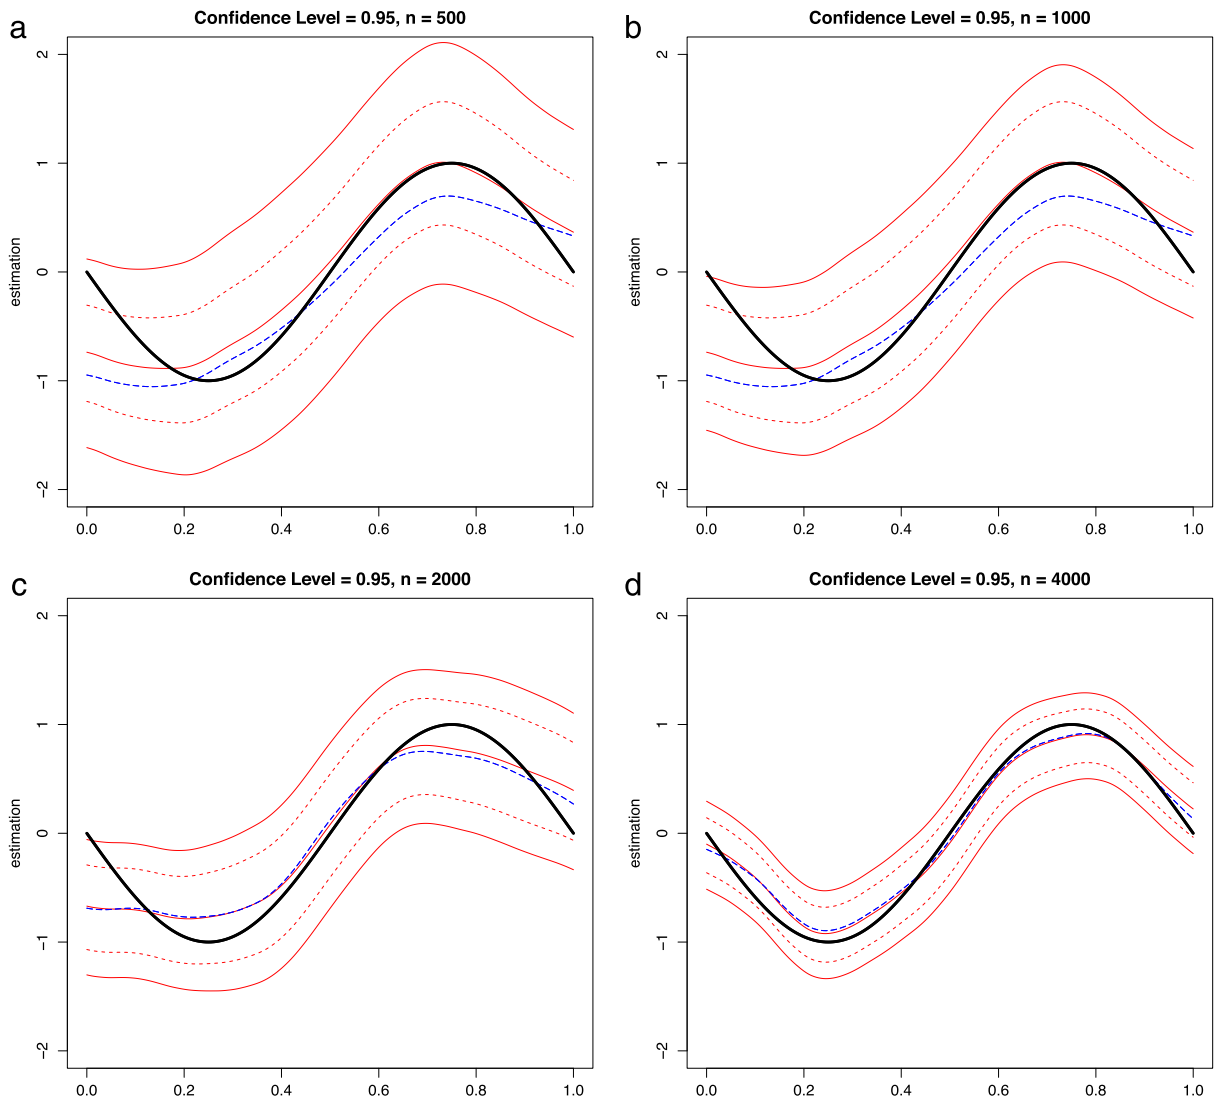 a
Confidence Level = 0.95, n = 500
estimation
2
1
0
−1
−2
0.0 0.2 0.4 0.6 0.8 1.0
b
Confidence Level = 0.95, n = 1000
estimation
2
1
0
−1
−2
0.0 0.2 0.4 0.6 0.8 1.0
c
Confidence Level = 0.95, n = 2000
estimation
2
1
0
−1
−2
0.0 0.2 0.4 0.6 0.8 1.0
d
Confidence Level = 0.95, n = 4000
estimation
2
1
0
−1
−2
0.0 0.2 0.4 0.6 0.8 1.0